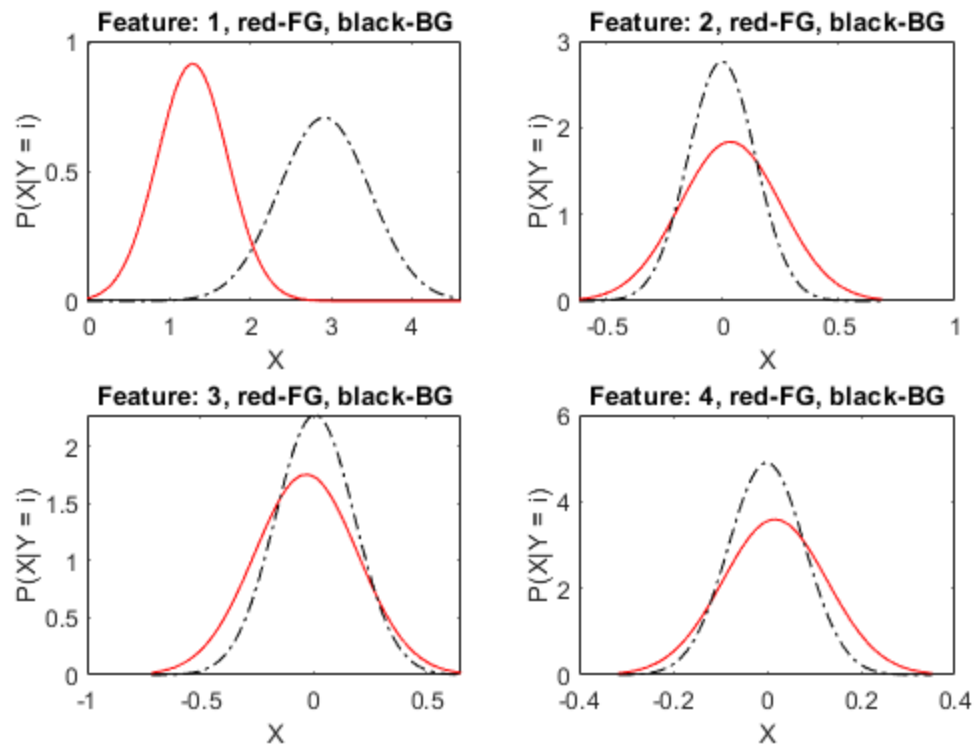 Feature: 1, red-FG, black-BG
P(X|Y = i)
1
0.5
0
0 1 2 3 4
X
Feature: 2, red-FG, black-BG
P(X|Y = i)
3
2
1
0
-0.5 0 0.5 1
X
Feature: 3, red-FG, black-BG
P(X|Y = i)
2
1.5
1
0.5
0
-1 -0.5 0 0.5
X
Feature: 4, red-FG, black-BG
P(X|Y = i)
6
4
2
0
-0.4 -0.2 0 0.2 0.4
X